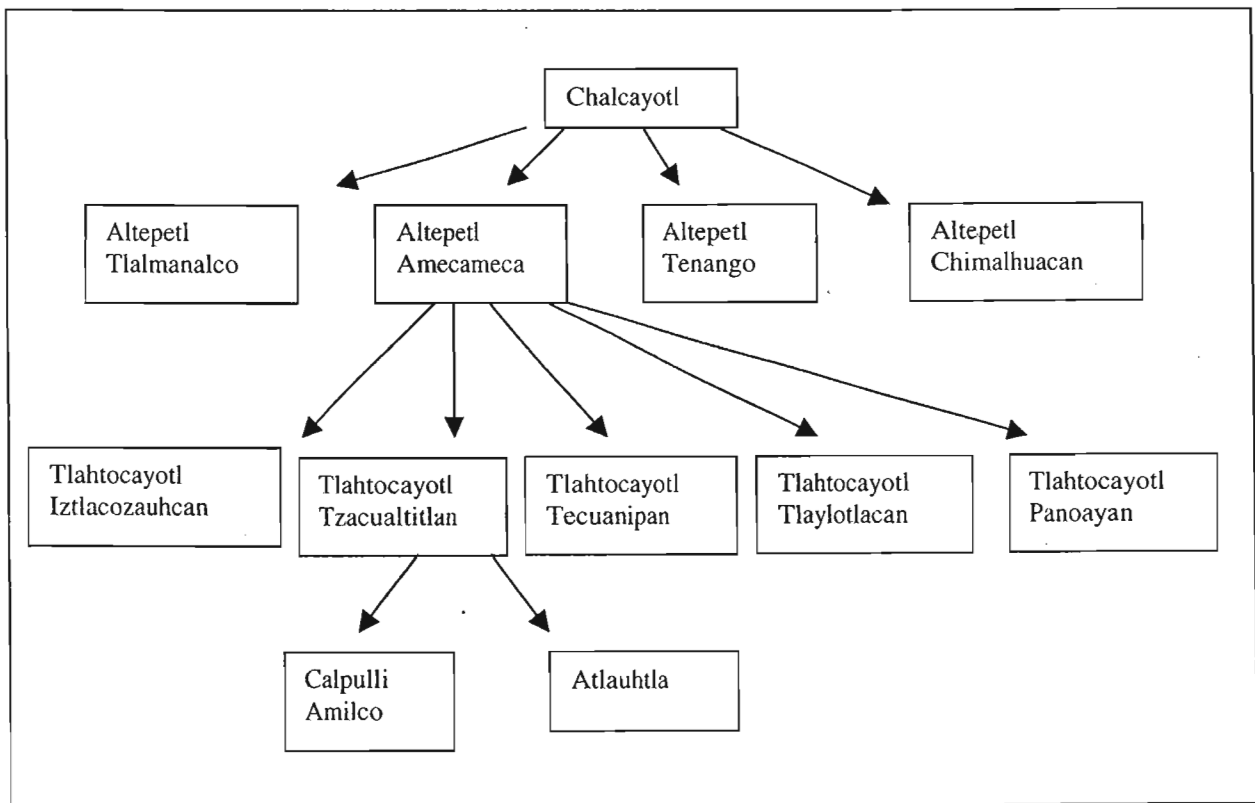 Chalcayotl
Altepetl
Tlalmanalco
Altepetl
Amecameca
Altepetl
Tenango
Altepetl
Chimalhuacan
Tlahtocayotl
Iztlacozauhcan
Tlahtocayotl
Tzacualtitlan
Tlahtocayotl
Tecuanipan
Tlahtocayotl
Tlaylotlacan
Tlahtocayotl
Panoayan
Calpulli
Amilco
Atlauhtla